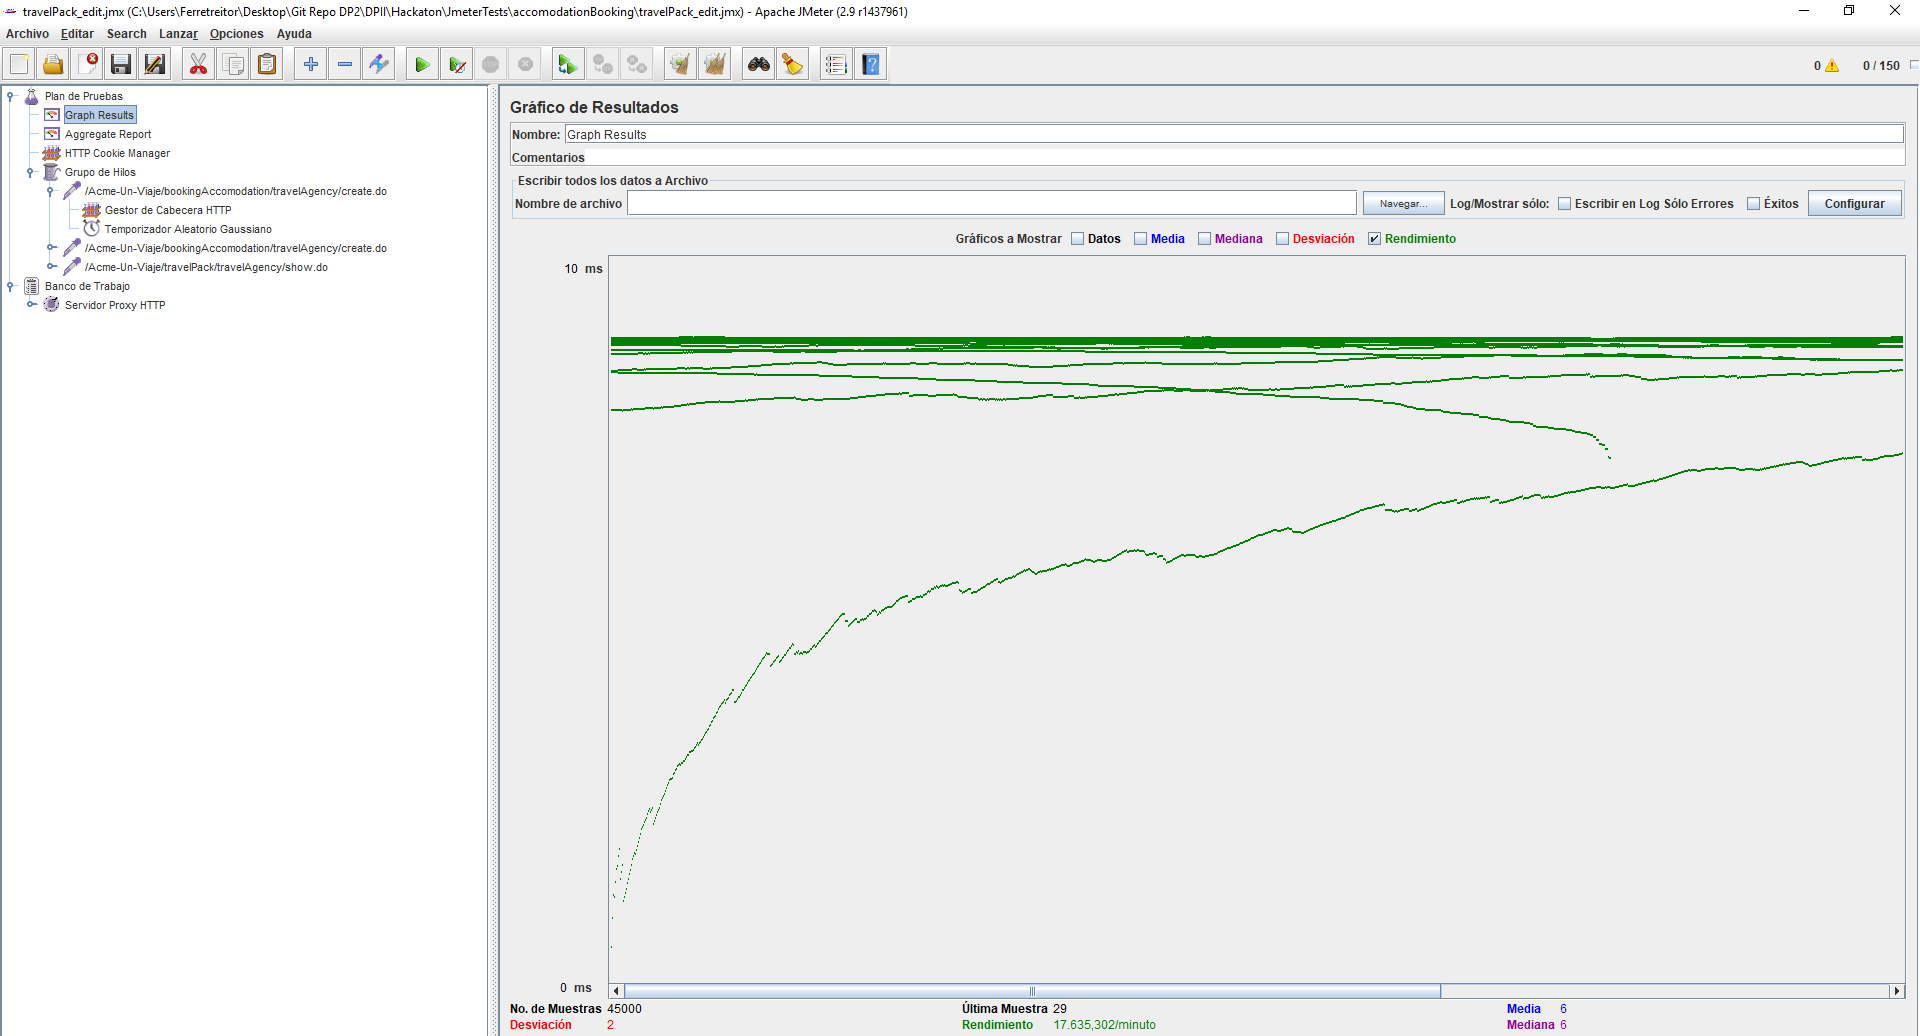 travelPack_edit.jmx (C:\Users\Ferretreitor\Desktop\Git Repo DP2\DPII\Hackaton\JmeterTests\accomodationBooking\travelPack_edit.jmx) - Apache JMeter (2.9 r1437961)
Archivo Editar Search Lanzar Opciones Ayuda
0 0 / 150
Plan de Pruebas
Graph Results
Aggregate Report
HTTP Cookie Manager
Grupo de Hilos
/Acme-Un-Viaje/bookingAccomodation/travelAgency/create.do
Gestor de Cabecera HTTP
Temporizador Aleatorio Gaussiano
/Acme-Un-Viaje/bookingAccomodation/travelAgency/create.do
/Acme-Un-Viaje/travelPack/travelAgency/show.do
Banco de Trabajo
Servidor Proxy HTTP
Gráfico de Resultados
Nombre: Graph Results
Comentarios
Escribir todos los datos a Archivo
Nombre de archivo Navegar... Log/Mostrar sólo: Escribir en Log Sólo Errores Éxitos Configurar
Gráficos a Mostrar Datos Media Mediana Desviación Rendimiento
10 ms
0 ms
No. de Muestras 45000 Última Muestra 29 Media 6
Desviación 2 Rendimiento 17.635,302/minuto Mediana 6